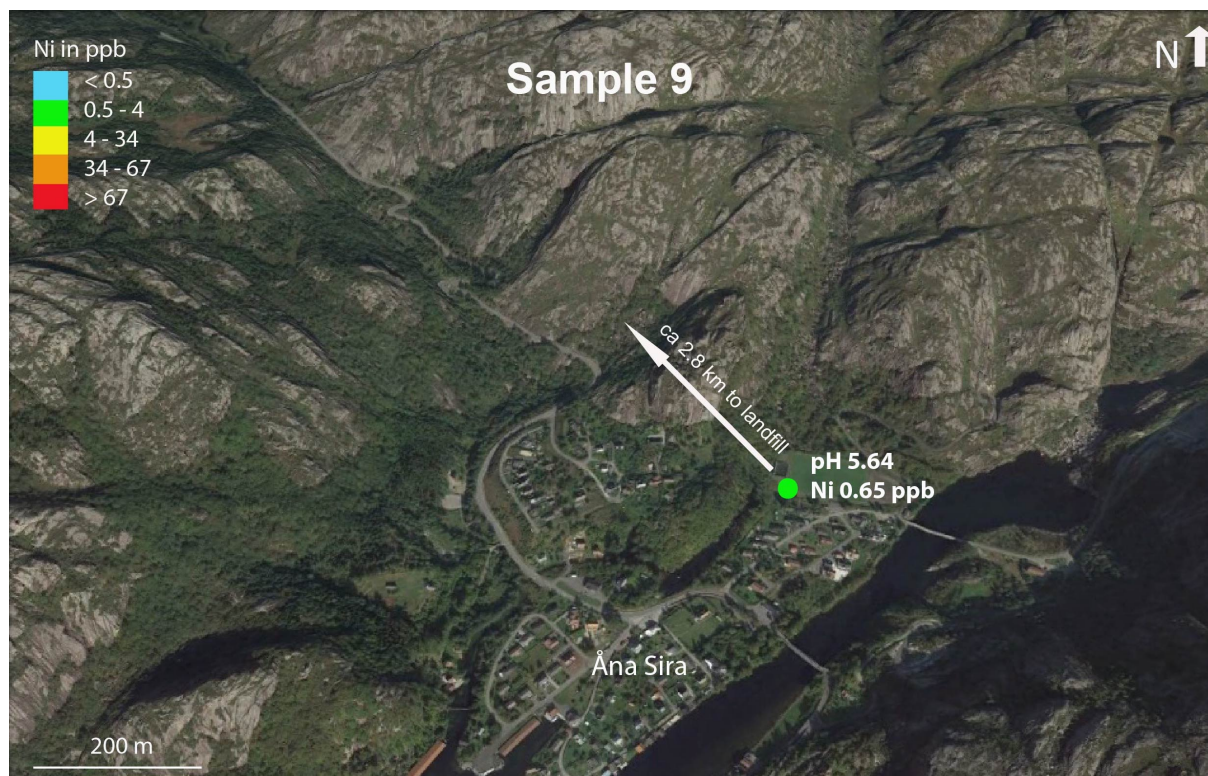 Ni in ppb
< 0.5
0.5 - 4
4 - 34
34 - 67
> 67
Sample 9
N
ca 2.8 km to landfill
pH 5.64
Ni 0.65 ppb
Åna Sira
200 m